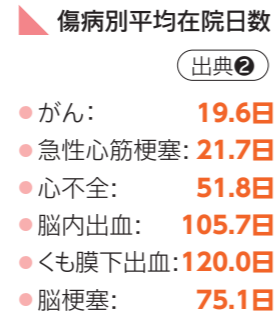 傷病別平均在院日数
出典❷
●がん： 19.6日
●急性心筋梗塞：21.7日
●心不全： 51.8日
●脳内出血： 105.7日
●くも膜下出血：120.0日
●脳梗塞： 75.1日